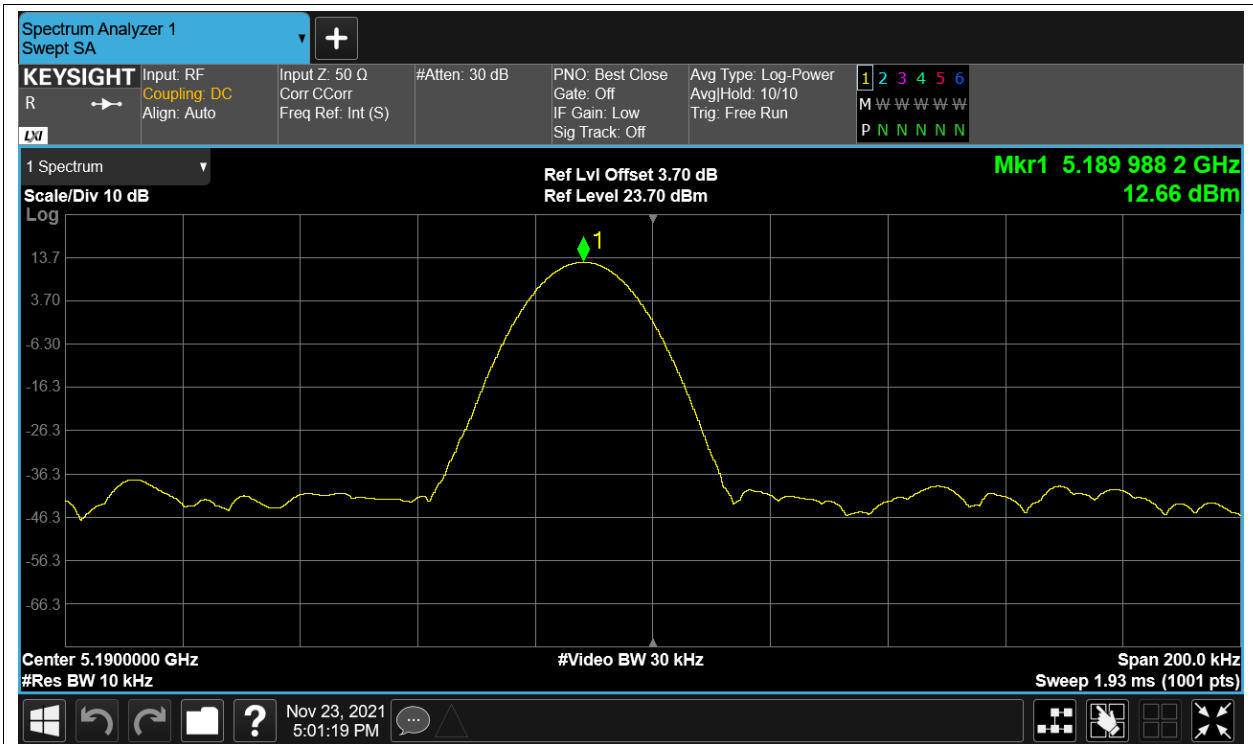 Spectrum Analyzer 1
Swept SA
KEYSIGHT
R
LXI
Input: RF
Coupling: DC
Align: Auto
Input Z: 50 Ω
Corr CCorr
Freq Ref: Int (S)
#Atten: 30 dB
PNO: Best Close
Gate: Off
IF Gain: Low
Sig Track: Off
Avg Type: Log-Power
Avg|Hold: 10/10
Trig: Free Run
1 2 3 4 5 6
M W W W W W
P N N N N N
1 Spectrum
Scale/Div 10 dB
Log
Ref Lvl Offset 3.70 dB
Ref Level 23.70 dBm
Mkr1 5.189 988 2 GHz
12.66 dBm
1
13.7
3.70
-6.30
-16.3
-26.3
-36.3
-46.3
-56.3
-66.3
Center 5.1900000 GHz
#Res BW 10 kHz
#Video BW 30 kHz
Span 200.0 kHz
Sweep 1.93 ms (1001 pts)
?
Nov 23, 2021
5:01:19 PM